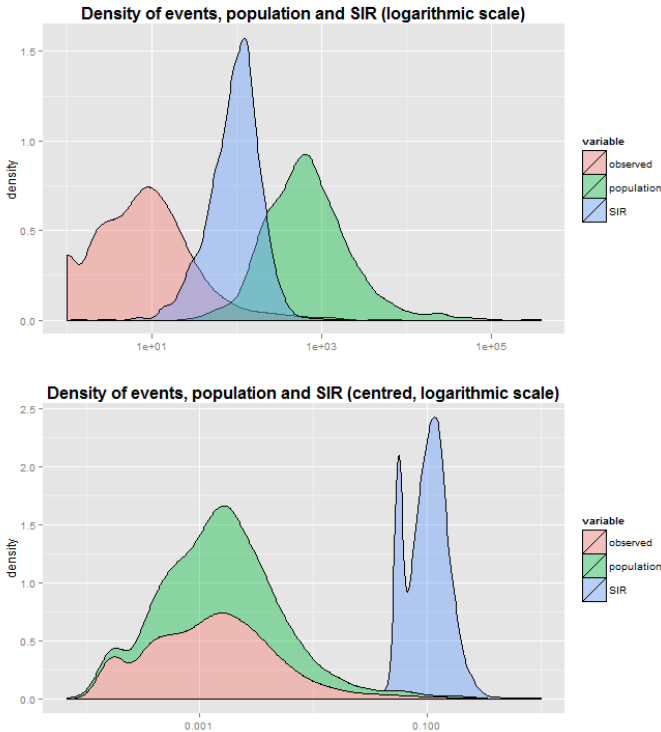 Density of events, population and SIR (logarithmic scale)
1.5
1.0
0.5
0.0
density
1e+01
1e+03
1e+05
variable
observed
population
SIR
Density of events, population and SIR (centred, logarithmic scale)
2.5
2.0
1.5
1.0
0.5
0.0
density
0.001
0.100
variable
observed
population
SIR